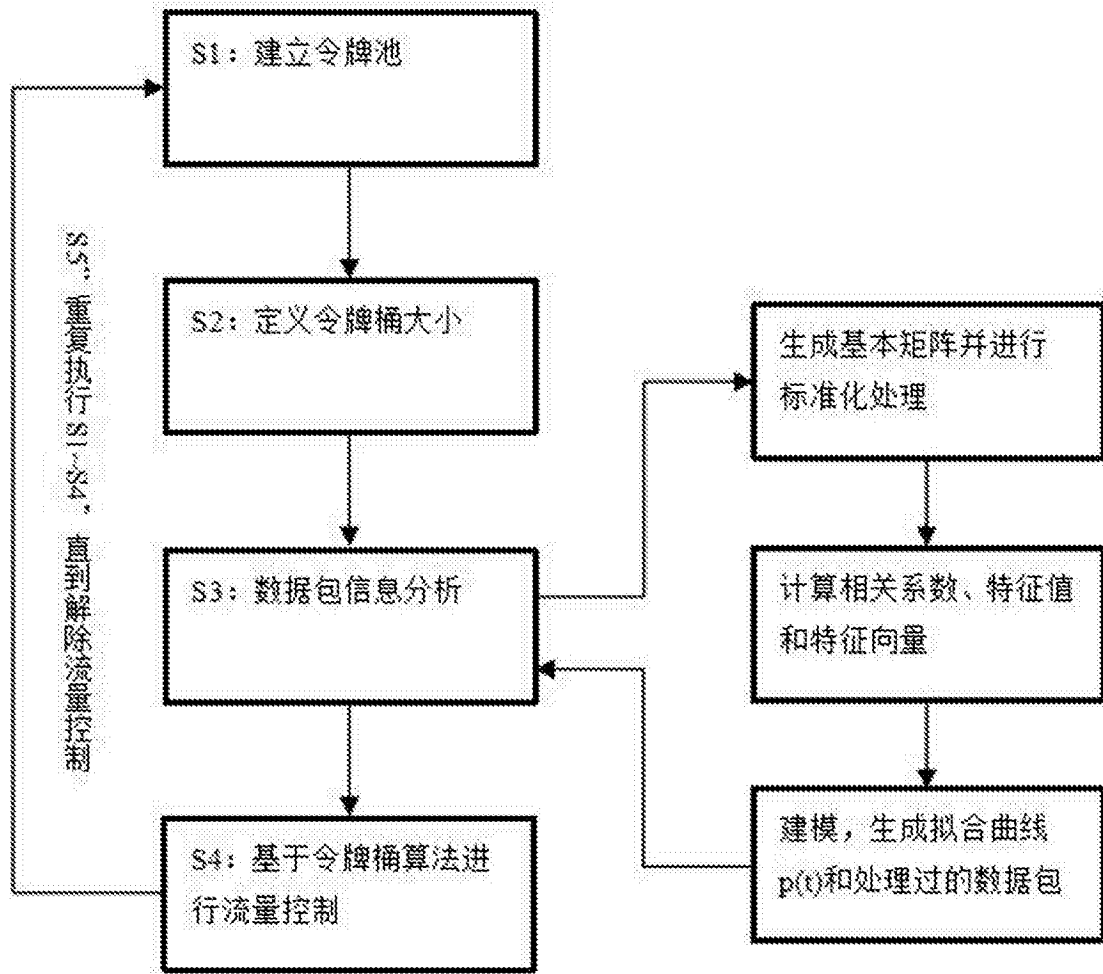 S1：建立令牌池
S2：定义令牌桶大小
S3：数据包信息分析
S4：基于令牌桶算法进
行流量控制
S5：重复执行S1~S4，直到解除流量控制
生成基本矩阵并进行
标准化处理
计算相关系数、特征值
和特征向量
建模，生成拟合曲线
p(t)和处理过的数据包